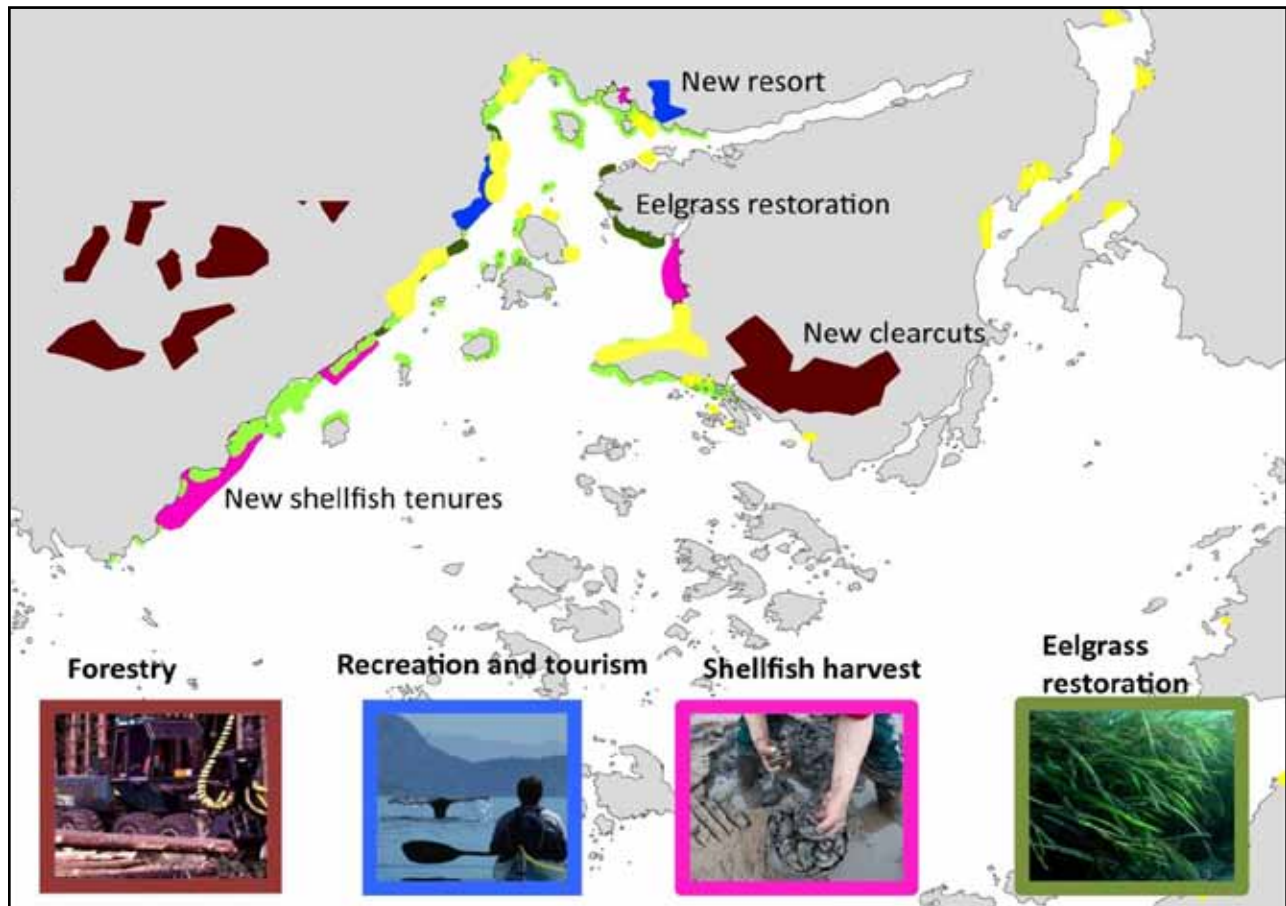 New resort
Eelgrass restoration
New clearcuts
New shellfish tenures
Forestry
Recreation and tourism
Shellfish harvest
Eelgrass
restoration